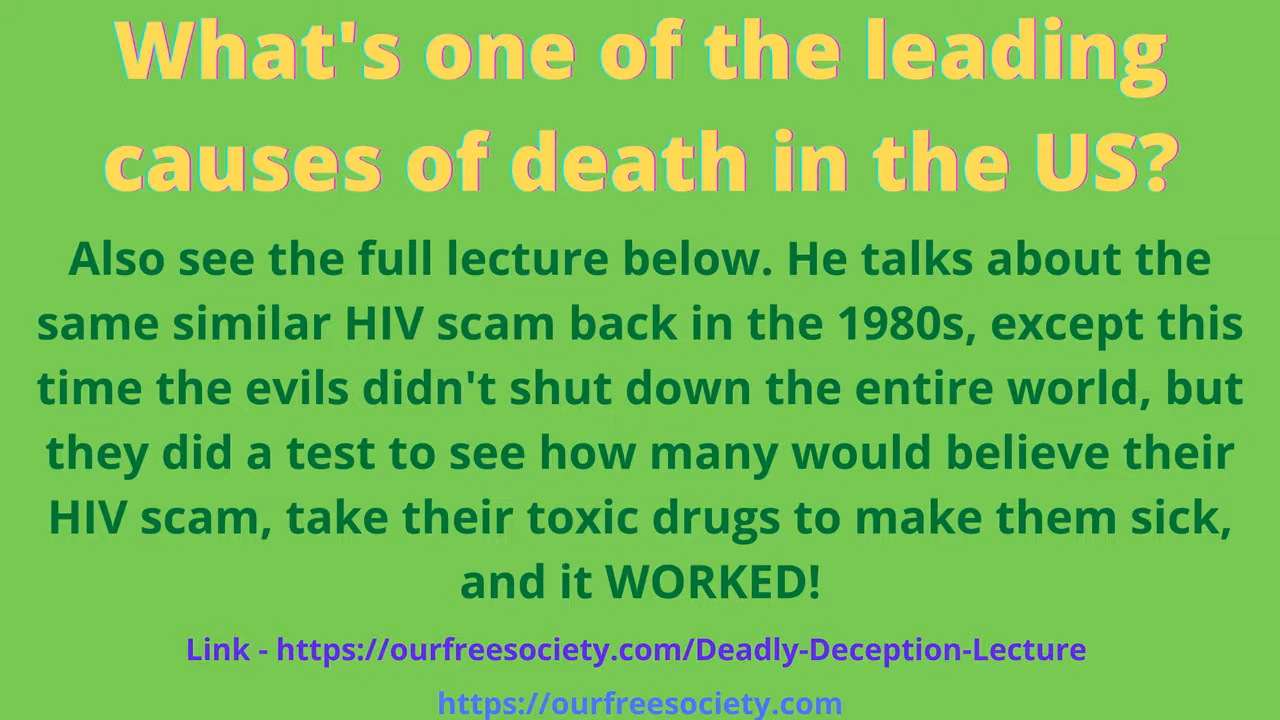 What's one of the leading
causes of death in the US?
Also see the full lecture below. He talks about the
same similar HIV scam back in the 1980s, except this
time the evils didn't shut down the entire world, but
they did a test to see how many would believe their
HIV scam, take their toxic drugs to make them sick,
and it WORKED!
Link - https://ourfreesociety.com/Deadly-Deception-Lecture
https://ourfreesociety.com